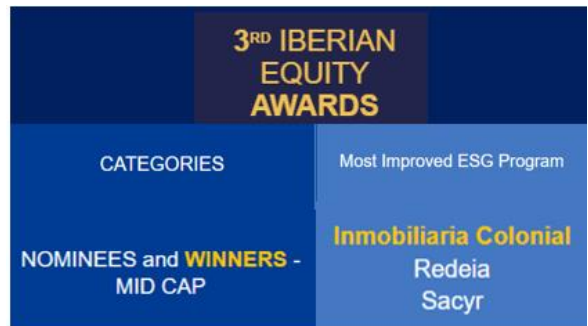 3RD IBERIAN
EQUITY
AWARDS
CATEGORIES
Most Improved ESG Program
NOMINEES and WINNERS -
MID CAP
Inmobiliaria Colonial
Redeia
Sacyr